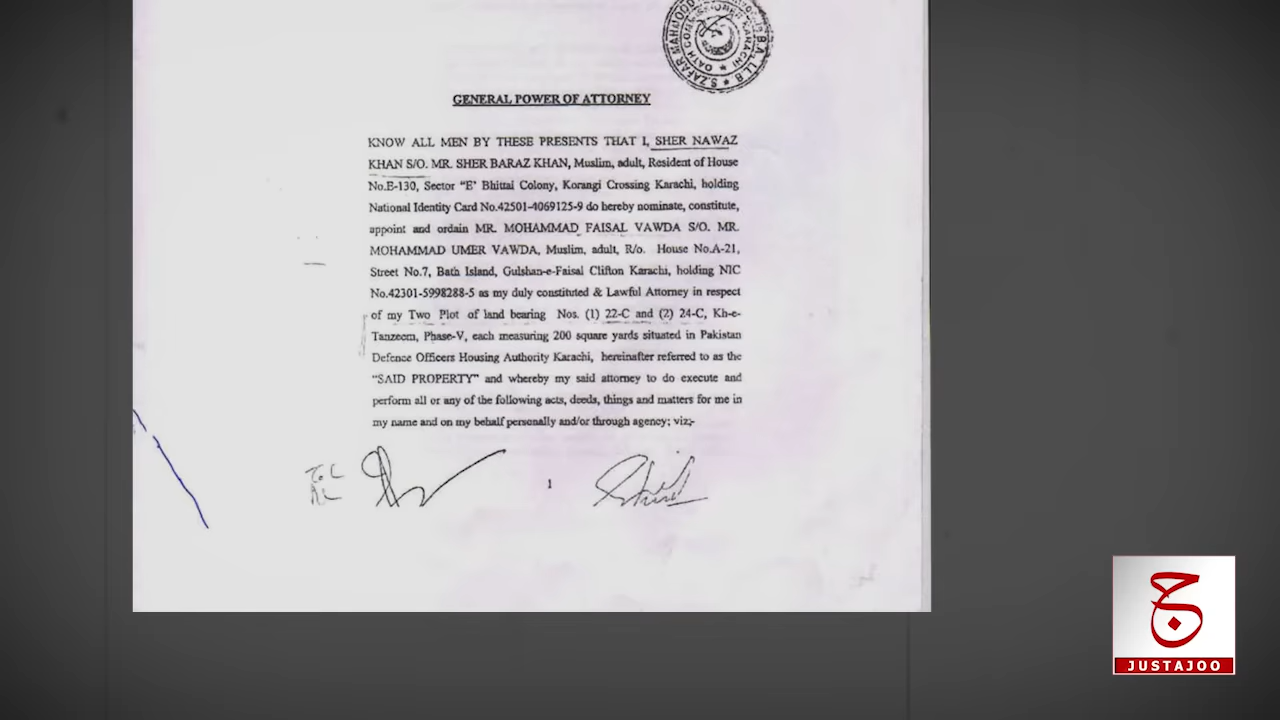 S.ZAFAR MAHMOOD B.A. LL.B
OATH COMMISSIONER KARACHI
GENERAL POWER OF ATTORNEY
KNOW ALL MEN BY THESE PRESENTS THAT I, SHER NAWAZ
KHAN S/O. MR. SHER BARAZ KHAN, Muslim, adult, Resident of House
No.E-130, Sector "E' Bhittai Colony, Korangi Crossing Karachi, holding
National Identity Card No.42501-4069125-9 do hereby nominate, constitute,
appoint and ordain MR. MOHAMMAD FAISAL VAWDA S/O. MR.
MOHAMMAD UMER VAWDA, Muslim, adult, R/o. House No.A-21,
Street No.7, Bath Island, Gulshan-e-Faisal Clifton Karachi, holding NIC
No.42301-5998288-5 as my duly constituted & Lawful Attorney in respect
of my Two Plot of land bearing Nos. (1) 22-C and (2) 24-C, Kh-e-
Tanzeem, Phase-V, each measuring 200 square yards situated in Pakistan
Defence Officers Housing Authority Karachi, hereinafter referred to as the
"SAID PROPERTY" and whereby my said attorney to do execute and
perform all or any of the following acts, deeds, things and matters for me in
my name and on my behalf personally and/or through agency; viz;-
1
ج
JUSTAJOO